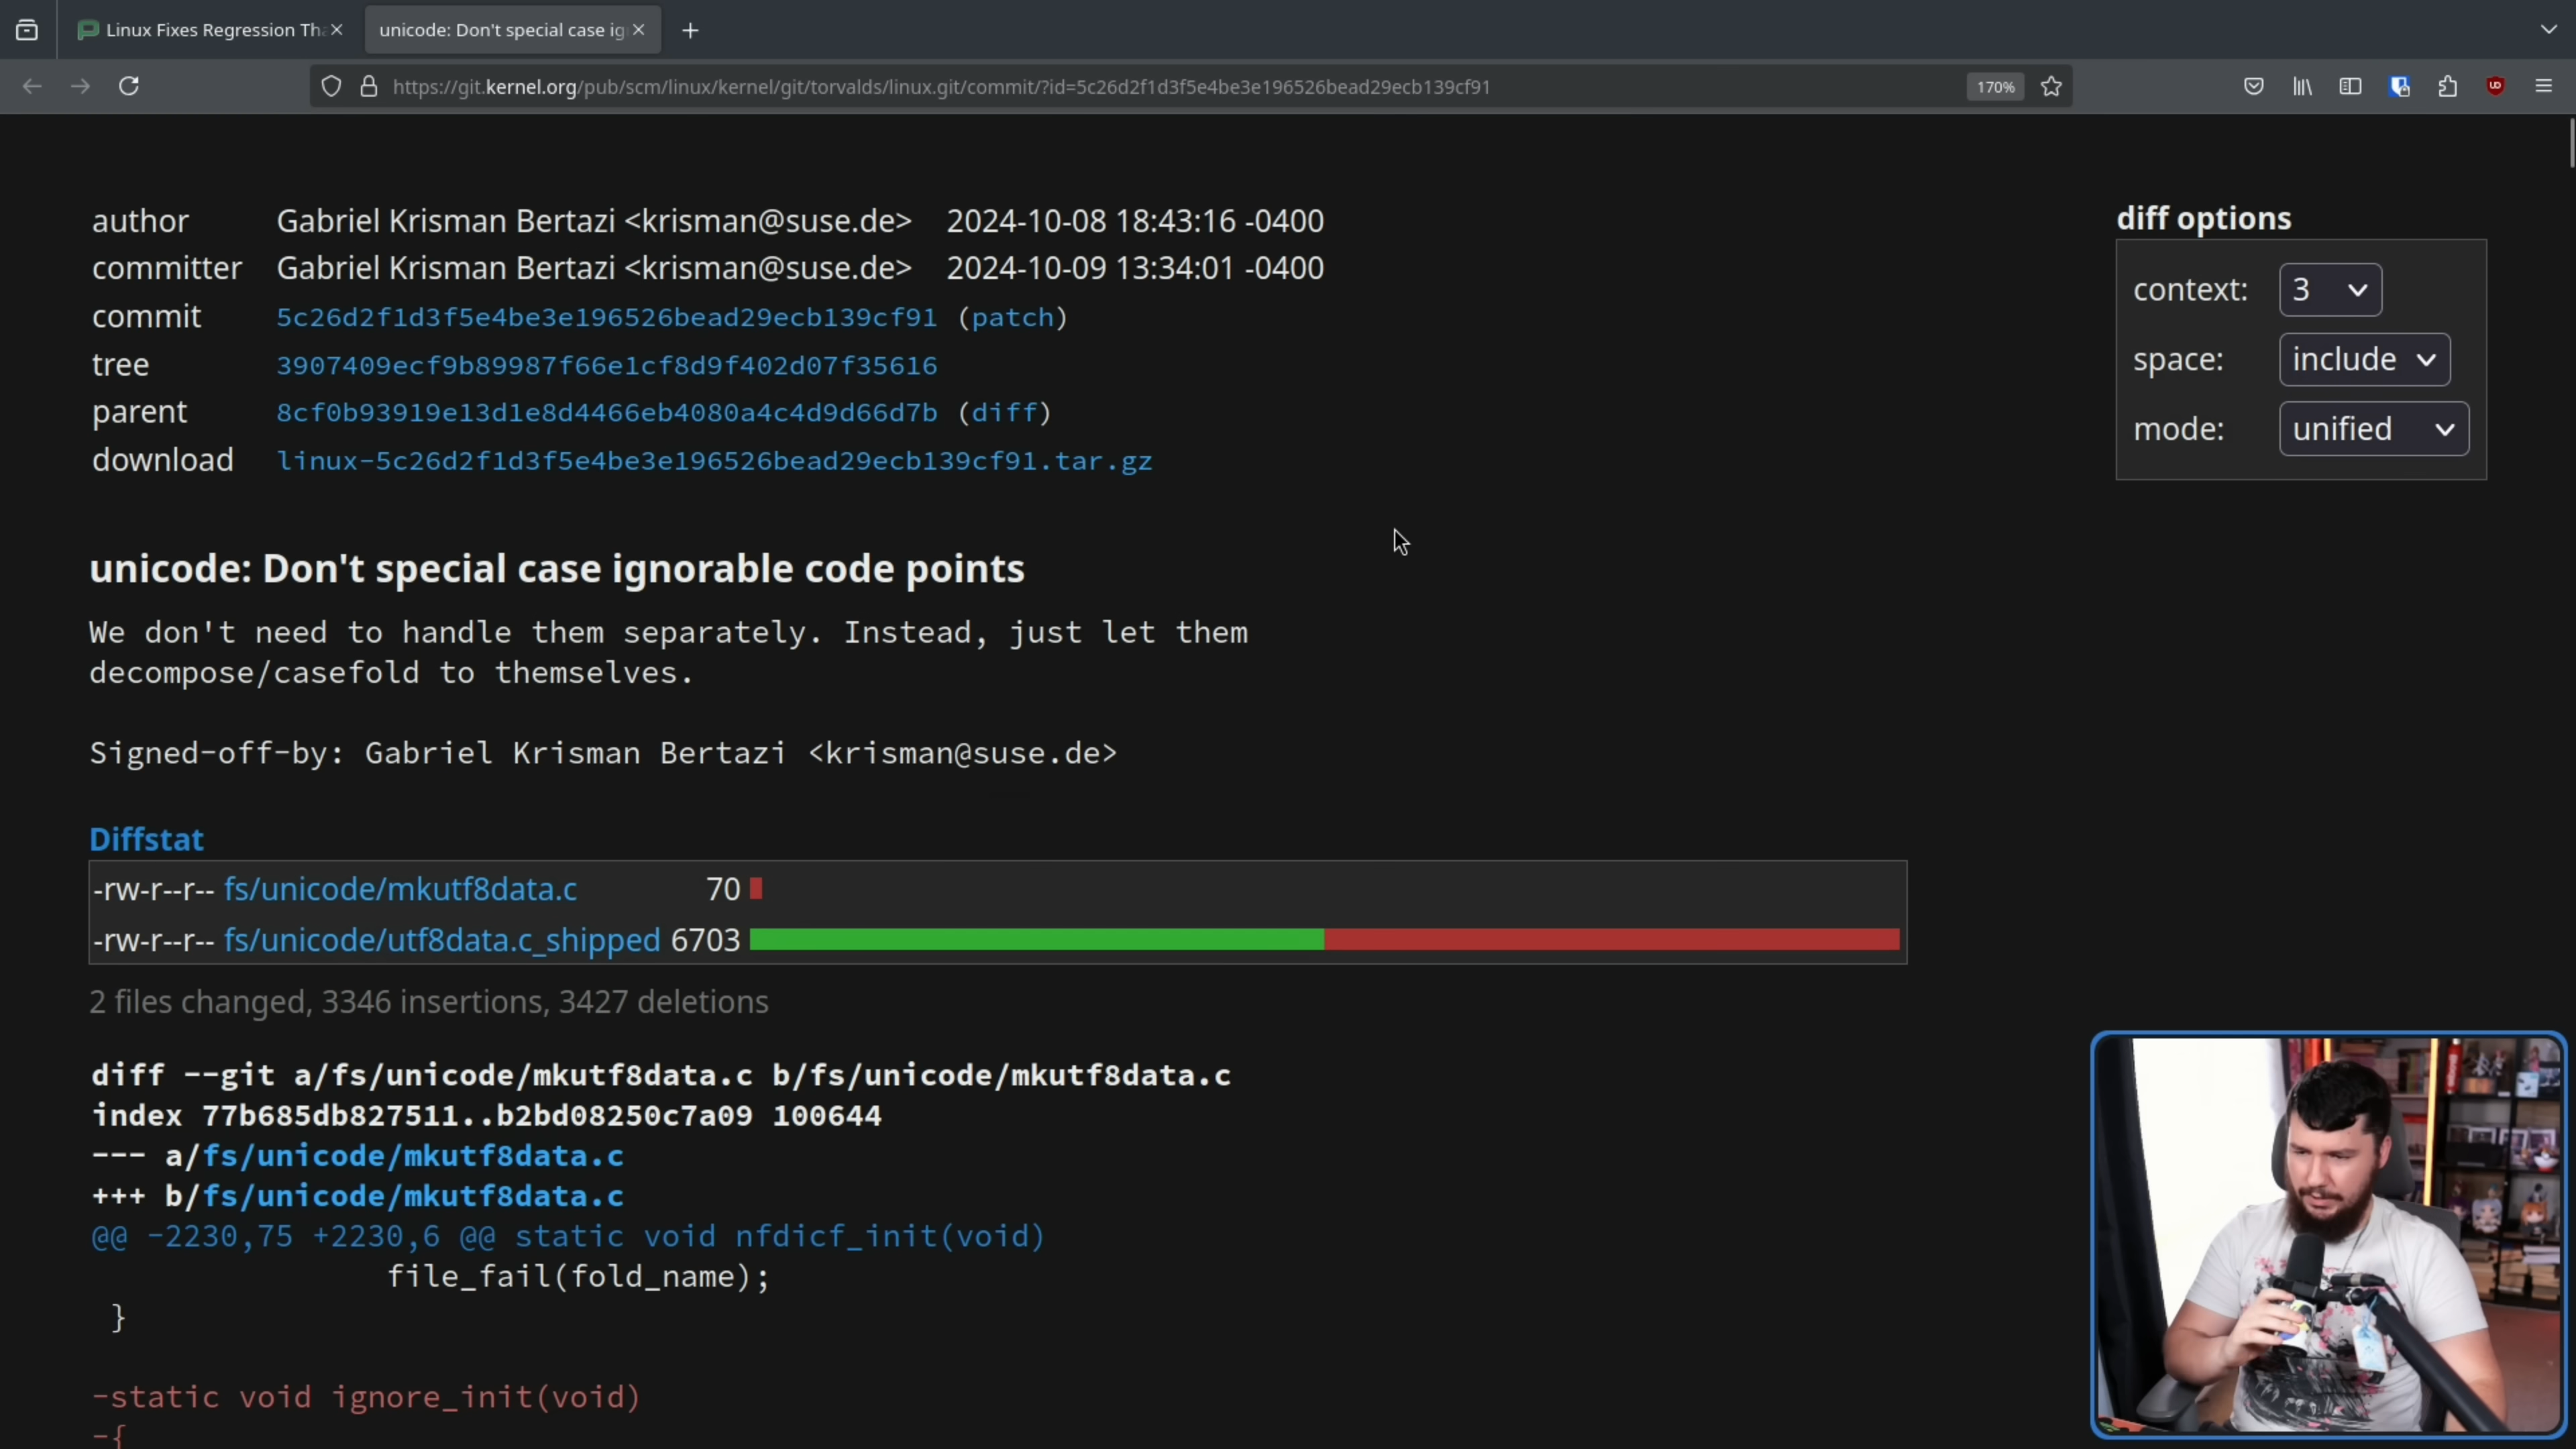 Linux Fixes Regression Tha
unicode: Don't special case ig
https://git.kernel.org/pub/scm/linux/kernel/git/torvalds/linux.git/commit/?id=5c26d2f1d3f5e4be3e196526bead29ecb139cf91
170%
author Gabriel Krisman Bertazi <krisman@suse.de> 2024-10-08 18:43:16 -0400
committer Gabriel Krisman Bertazi <krisman@suse.de> 2024-10-09 13:34:01 -0400
commit 5c26d2f1d3f5e4be3e196526bead29ecb139cf91 (patch)
tree 3907409ecf9b89987f66e1cf8d9f402d07f35616
parent 8cf0b93919e13d1e8d4466eb4080a4c4d9d66d7b (diff)
download linux-5c26d2f1d3f5e4be3e196526bead29ecb139cf91.tar.gz
diff options
context: 3
space: include
mode: unified
unicode: Don't special case ignorable code points
We don't need to handle them separately. Instead, just let them
decompose/casefold to themselves.
Signed-off-by: Gabriel Krisman Bertazi <krisman@suse.de>
Diffstat
-rw-r--r-- fs/unicode/mkutf8data.c 70
-rw-r--r-- fs/unicode/utf8data.c_shipped 6703
2 files changed, 3346 insertions, 3427 deletions
diff --git a/fs/unicode/mkutf8data.c b/fs/unicode/mkutf8data.c
index 77b685db827511..b2bd08250c7a09 100644
--- a/fs/unicode/mkutf8data.c
+++ b/fs/unicode/mkutf8data.c
@@ -2230,75 +2230,6 @@ static void nfdicf_init(void)
file_fail(fold_name);
}
-static void ignore_init(void)
-{